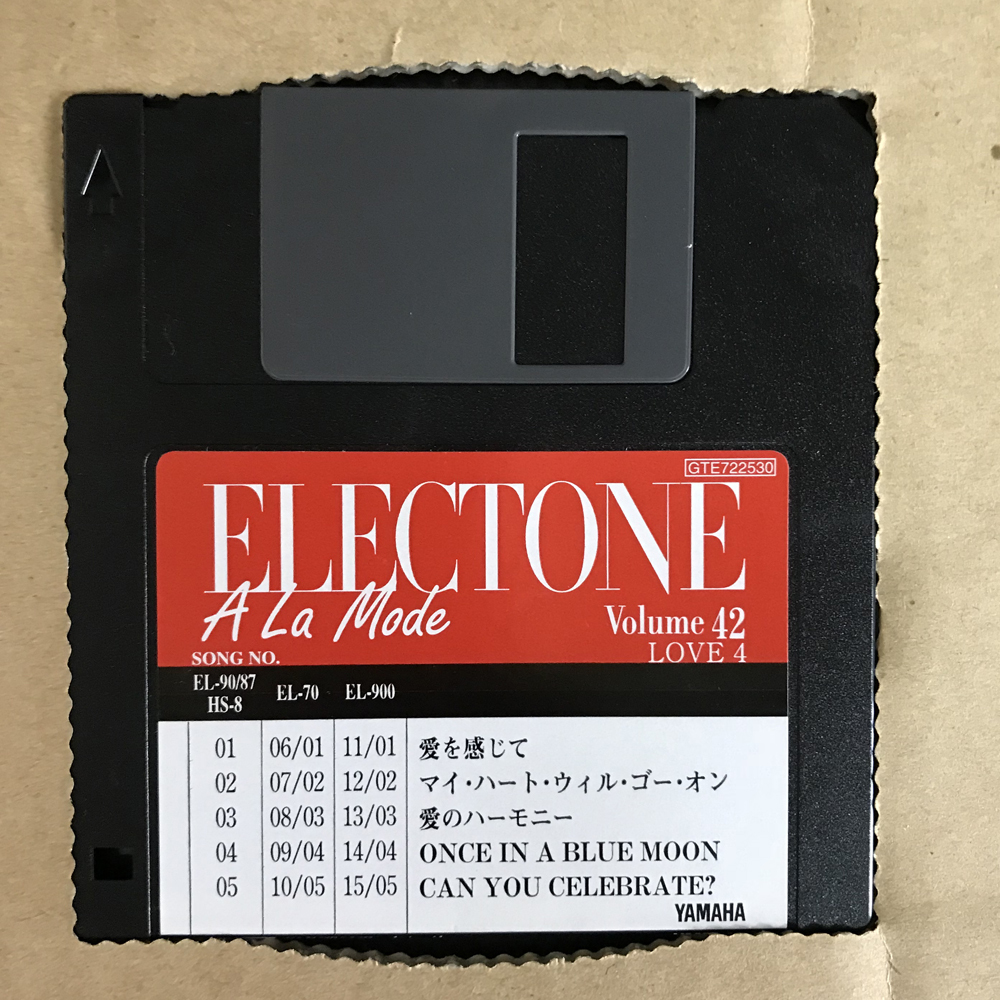 GTE722530
ELECTONE
A La Mode
Volume 42
LOVE 4
SONG NO.
EL-90/87 HS-8 EL-70 EL-900
01 06/01 11/01 愛を感じて
02 07/02 12/02 マイ・ハート・ウィル・ゴー・オン
03 08/03 13/03 愛のハーモニー
04 09/04 14/04 ONCE IN A BLUE MOON
05 10/05 15/05 CAN YOU CELEBRATE?
YAMAHA